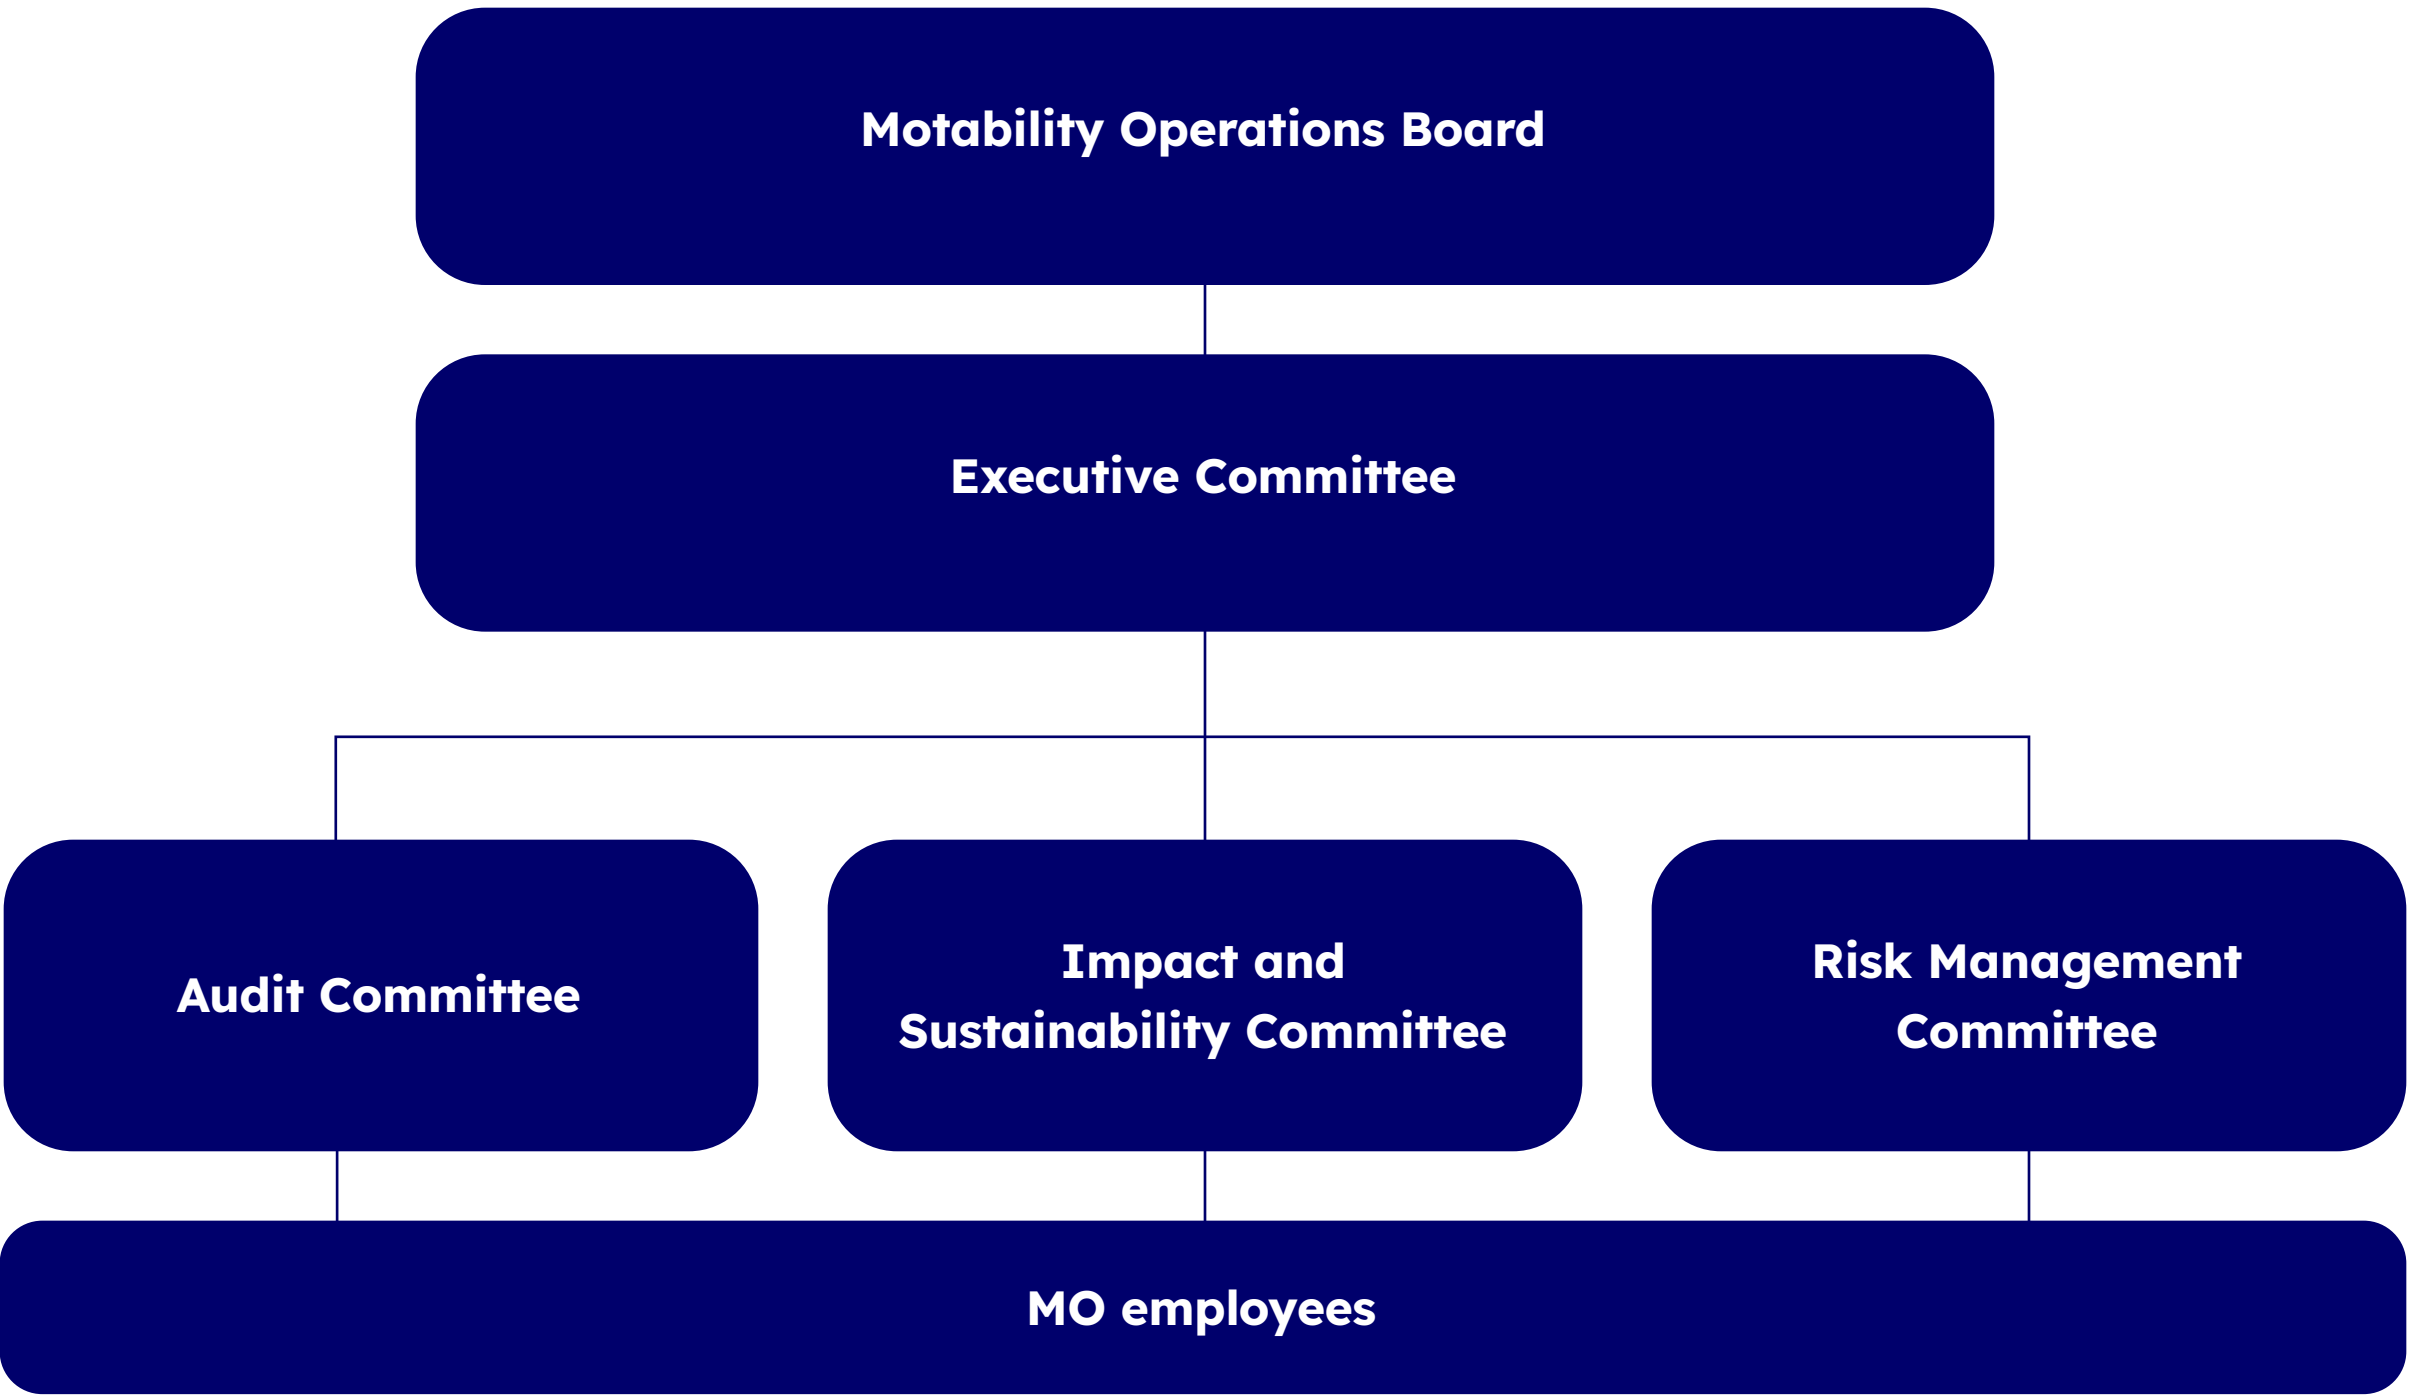 Motability Operations Board
Executive Committee
Audit Committee
Impact and
Sustainability Committee
Risk Management
Committee
MO employees